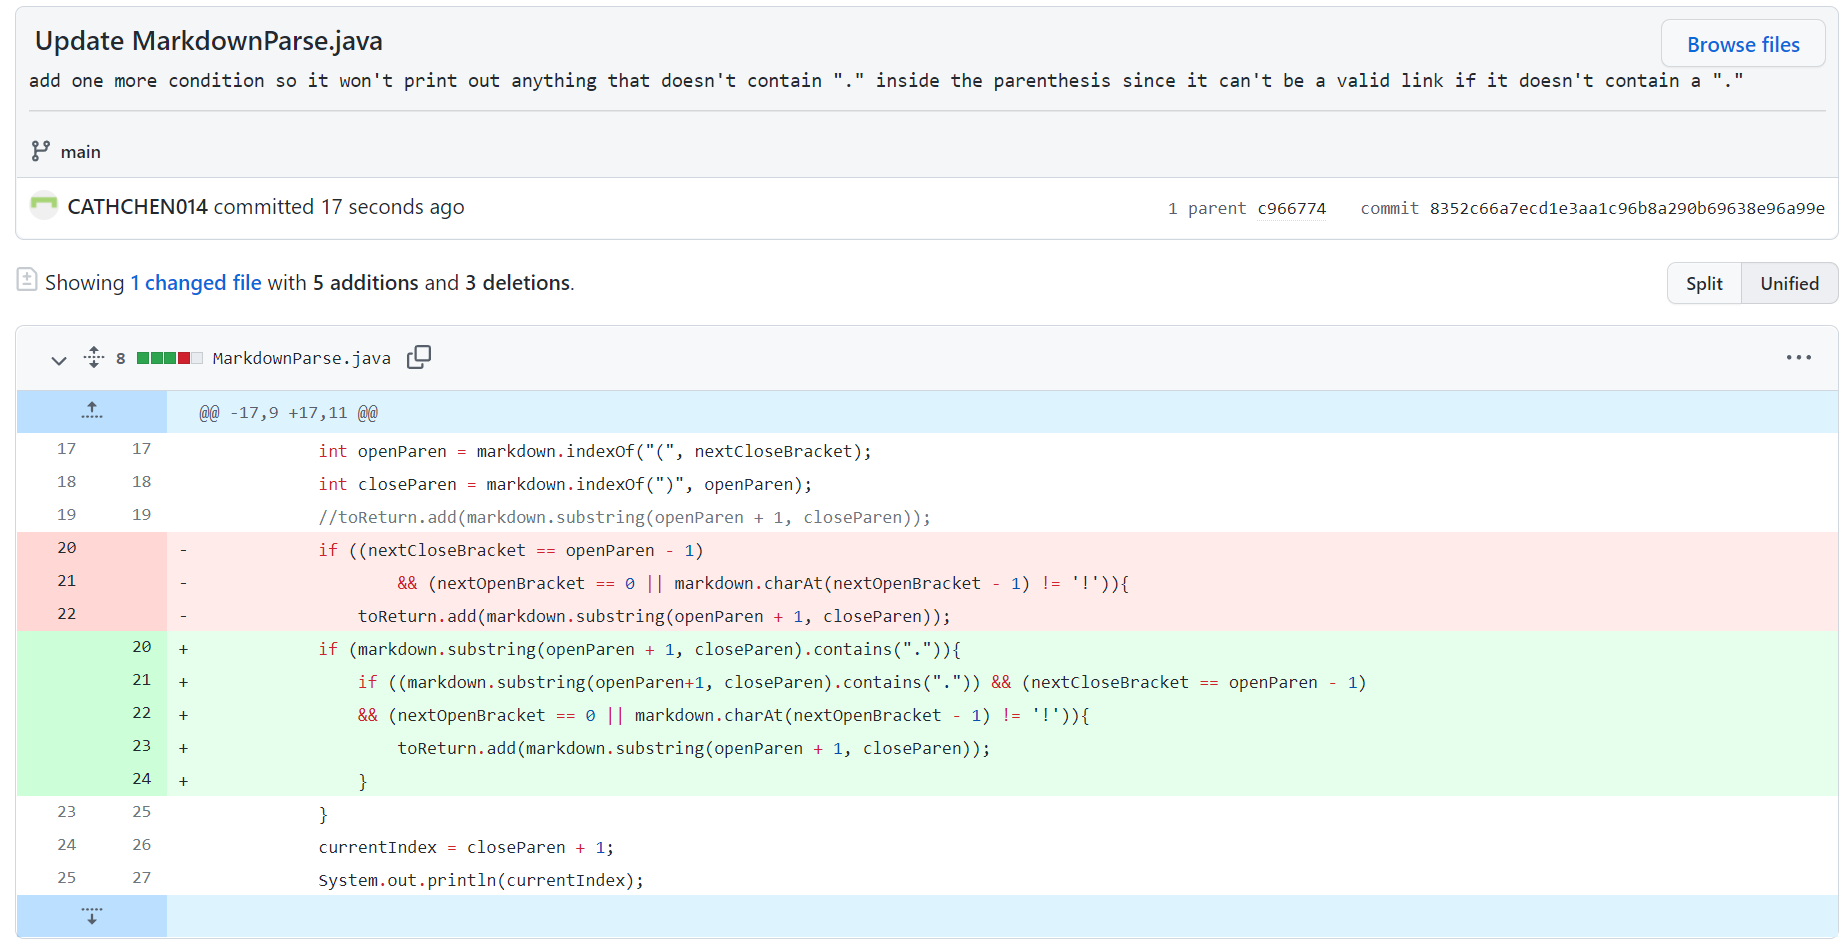 Update MarkdownParse.java
Browse files
add one more condition so it won't print out anything that doesn't contain "." inside the parenthesis since it can't be a valid link if it doesn't contain a "."
main
CATHCHEN014 committed 17 seconds ago
1 parent c966774 commit 8352c66a7ecd1e3aa1c96b8a290b69638e96a99e
Showing 1 changed file with 5 additions and 3 deletions.
Split Unified
8 MarkdownParse.java
@@ -17,9 +17,11 @@
17 17 int openParen = markdown.indexOf("(", nextCloseBracket);
18 18 int closeParen = markdown.indexOf(")", openParen);
19 19 //toReturn.add(markdown.substring(openParen + 1, closeParen));
20 - if ((nextCloseBracket == openParen - 1)
21 - && (nextOpenBracket == 0 || markdown.charAt(nextOpenBracket - 1) != '!')){
22 - toReturn.add(markdown.substring(openParen + 1, closeParen));
20 + if (markdown.substring(openParen + 1, closeParen).contains(".")){
21 + if ((markdown.substring(openParen+1, closeParen).contains(".")) && (nextCloseBracket == openParen - 1)
22 + && (nextOpenBracket == 0 || markdown.charAt(nextOpenBracket - 1) != '!')){
23 + toReturn.add(markdown.substring(openParen + 1, closeParen));
24 + }
23 25 }
24 26 currentIndex = closeParen + 1;
25 27 System.out.println(currentIndex);